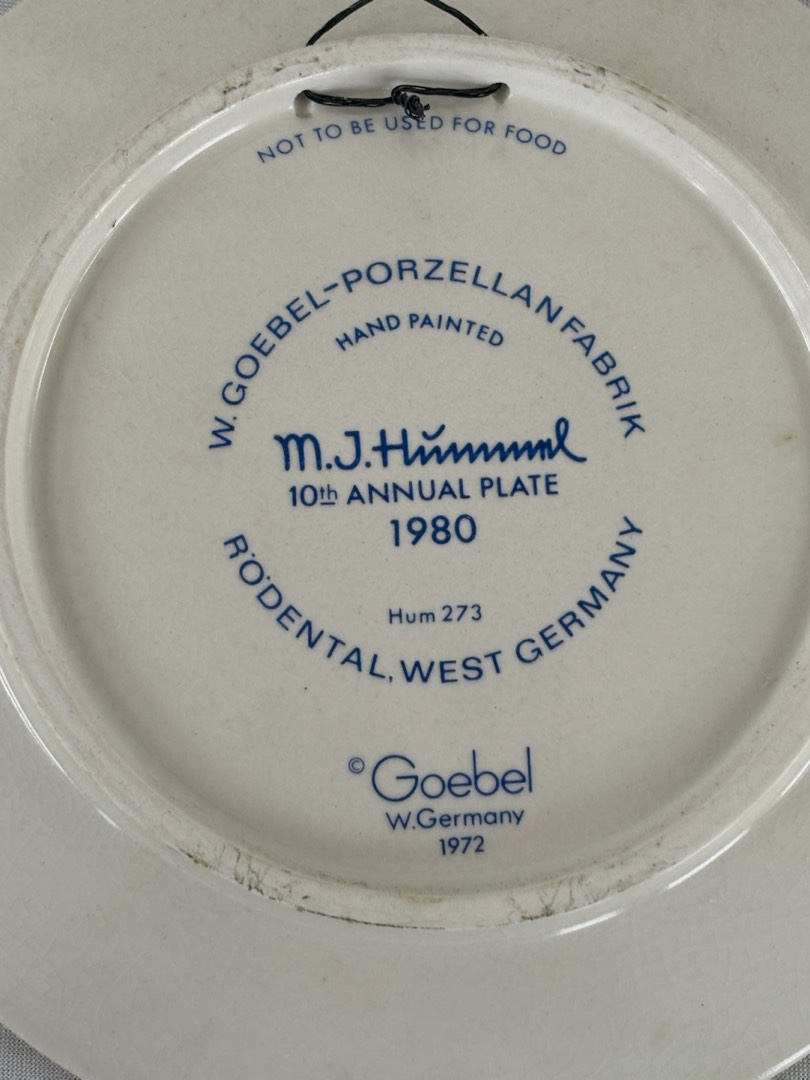 NOT TO BE USED FOR FOOD
W. GOEBEL-PORZELLANFABRIK
HAND PAINTED
M.J. Hummel
10th ANNUAL PLATE
1980
Hum 273
RÖDENTAL, WEST GERMANY
© Goebel
W. Germany
1972